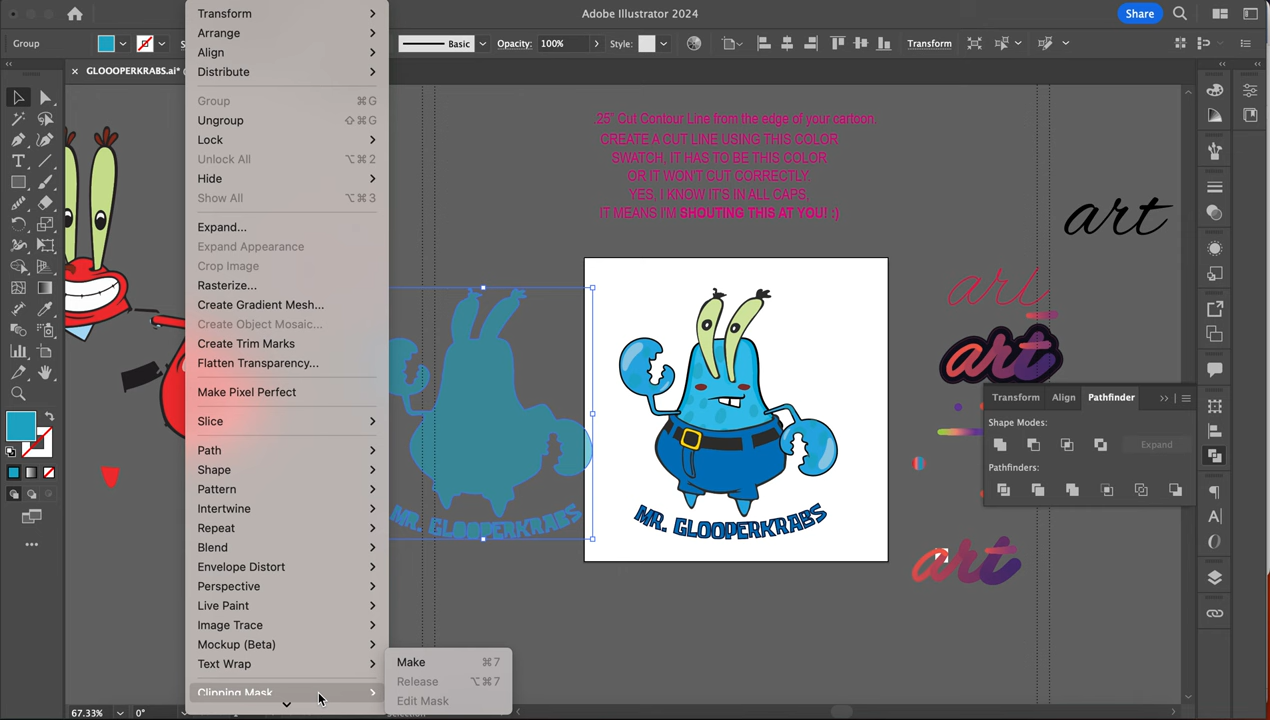 Adobe Illustrator 2024
Share
Group
Basic
Opacity:
100%
Style:
Transform
× GLOOOPERKRABS.ai*
Transform
Arrange
Align
Distribute
Group ⌘G
Ungroup ⇧⌘G
Lock
Unlock All ⌥⌘2
Hide
Show All ⌥⌘3
Expand...
Expand Appearance
Crop Image
Rasterize...
Create Gradient Mesh...
Create Object Mosaic...
Create Trim Marks
Flatten Transparency...
Make Pixel Perfect
Slice
Path
Shape
Pattern
Intertwine
Repeat
Blend
Envelope Distort
Perspective
Live Paint
Image Trace
Mockup (Beta)
Text Wrap
Clipping Mask
Make ⌘7
Release ⌥⌘7
Edit Mask
.25" Cut Contour Line from the edge of your cartoon.
CREATE A CUT LINE USING THIS COLOR
SWATCH, IT HAS TO BE THIS COLOR
OR IT WON'T CUT CORRECTLY.
YES, I KNOW IT'S IN ALL CAPS,
IT MEANS I'M SHOUTING THIS AT YOU! :)
MR. GLOOPERKRABS
MR. GLOOPERKRABS
art
art
art
art
Transform Align Pathfinder
Shape Modes:
Expand
Pathfinders:
67.33% 0°